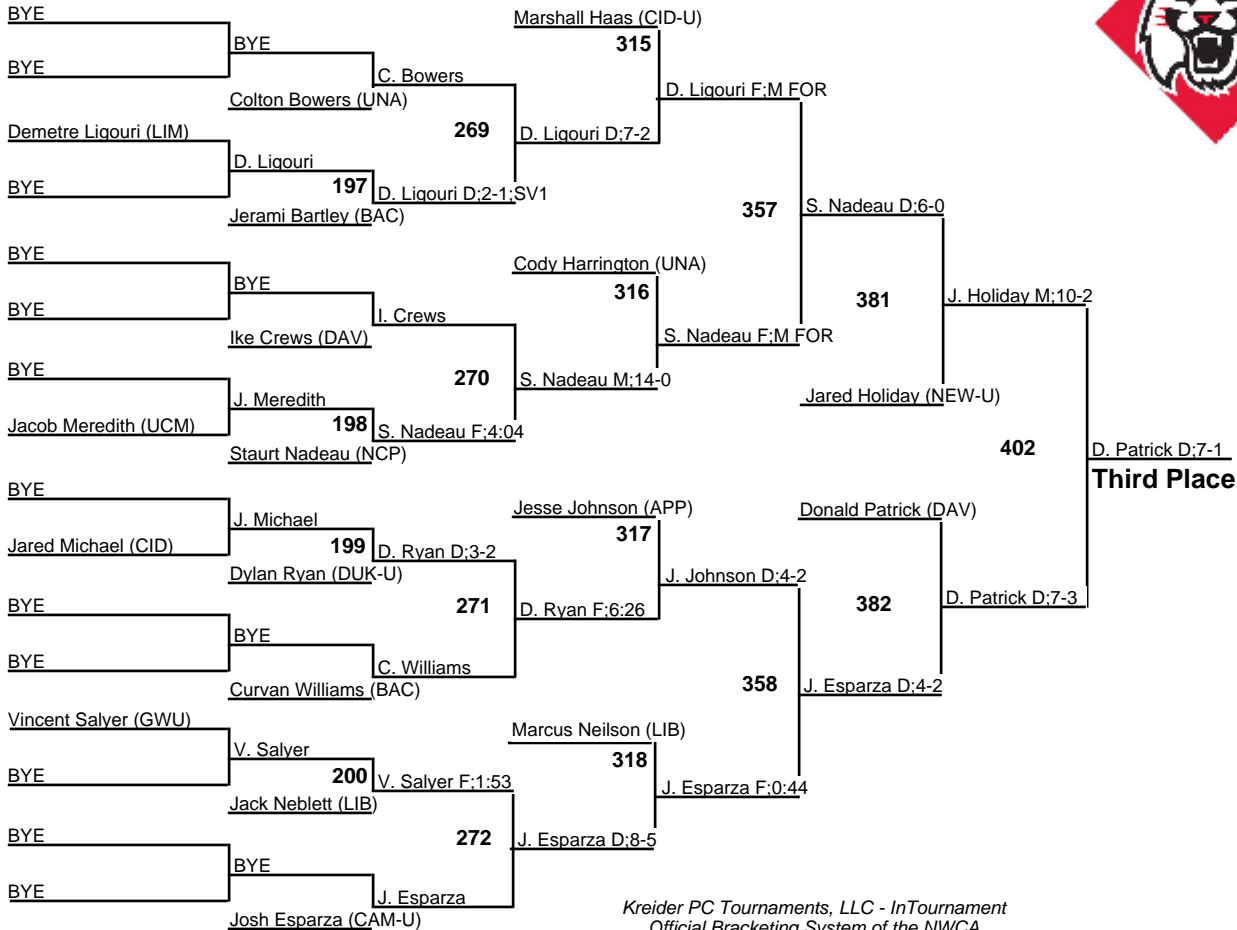 BYE
Marshall Haas (CID-U)
BYE
315
BYE
C. Bowers
D. Ligouri F;M FOR
Colton Bowers (UNA)
269
Demetre Ligouri (LIM)
D. Ligouri D;7-2
D. Ligouri
BYE
197
D. Ligouri D;2-1;SV1
Jerami Bartley (BAC)
357
S. Nadeau D;6-0
BYE
Cody Harrington (UNA)
BYE
316
381
J. Holiday M;10-2
BYE
I. Crews
Ike Crews (DAV)
S. Nadeau F;M FOR
BYE
270
S. Nadeau M;14-0
J. Meredith
Jared Holiday (NEW-U)
Jacob Meredith (UCM)
198
S. Nadeau F;4:04
Staurt Nadeau (NCP)
402
D. Patrick D;7-1
Third Place
BYE
Jesse Johnson (APP)
Donald Patrick (DAV)
J. Michael
317
Jared Michael (CID)
199
D. Ryan D;3-2
Dylan Ryan (DUK-U)
J. Johnson D;4-2
BYE
271
D. Ryan F;6:26
382
D. Patrick D;7-3
BYE
BYE
C. Williams
Curvan Williams (BAC)
358
J. Esparza D;4-2
Vincent Salyer (GWU)
Marcus Neilson (LIB)
V. Salyer
318
BYE
200
V. Salyer F;1:53
J. Esparza F;0:44
Jack Neblett (LIB)
BYE
272
J. Esparza D;8-5
BYE
BYE
J. Esparza
Josh Esparza (CAM-U)
Kreider PC Tournaments, LLC - InTournament
Official Bracketing System of the NWCA